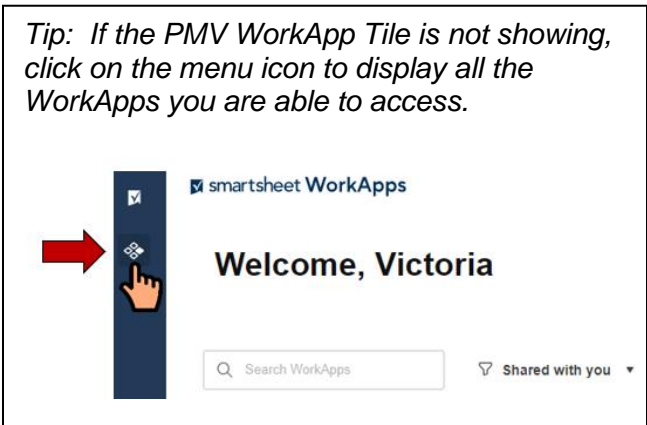 Tip: If the PMV WorkApp Tile is not showing,
click on the menu icon to display all the
WorkApps you are able to access.
smartsheet WorkApps
Welcome, Victoria
Search WorkApps
Shared with you